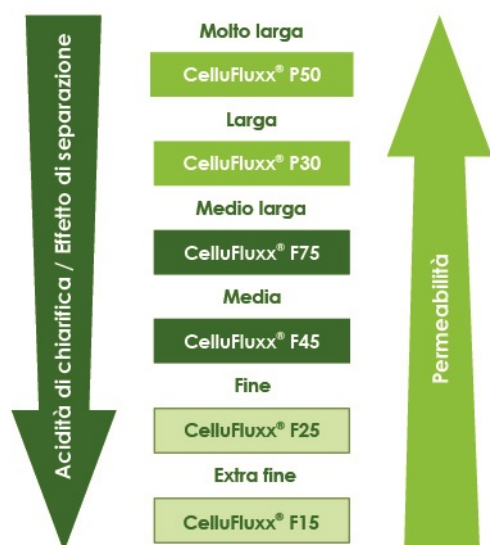 Molto larga
CelluFluxx® P50
Larga
CelluFluxx® P30
Medio larga
CelluFluxx® F75
Media
CelluFluxx® F45
Fine
CelluFluxx® F25
Extra fine
CelluFluxx® F15
Acidità di chiarifica / Effetto di separazione
Permeabilità